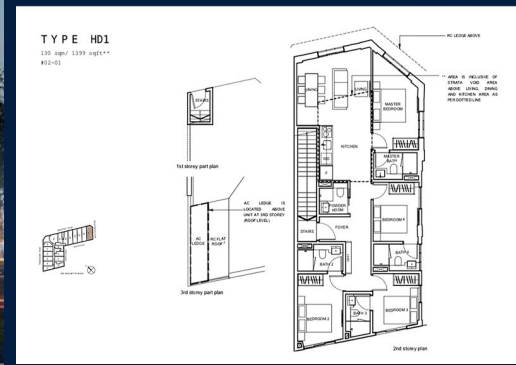 TYPE HD1
130 sqm/ 1399 sqft**
#02-01
RC LEDGE ABOVE
** AREA IS INCLUSIVE OF
STRATA VOID AREA
ABOVE LIVING, DINING
AND KITCHEN AREA AS
PER DOTTED LINE
STAIRS
1st storey part plan
AC LEDGE IS
LOCATED ABOVE
UNIT AT 3RD STOREY
(ROOF LEVEL)
AC
LEDGE
RC FLAT
ROOF
3rd storey part plan
DINING
LIVING
MASTER
BEDROOM
KITCHEN
MASTER
BATH
F
POWDER
ROOM
BEDROOM 4
STAIRS
FOYER
BATH 2
BEDROOM 2
BATH 3
BEDROOM 3
2nd storey plan